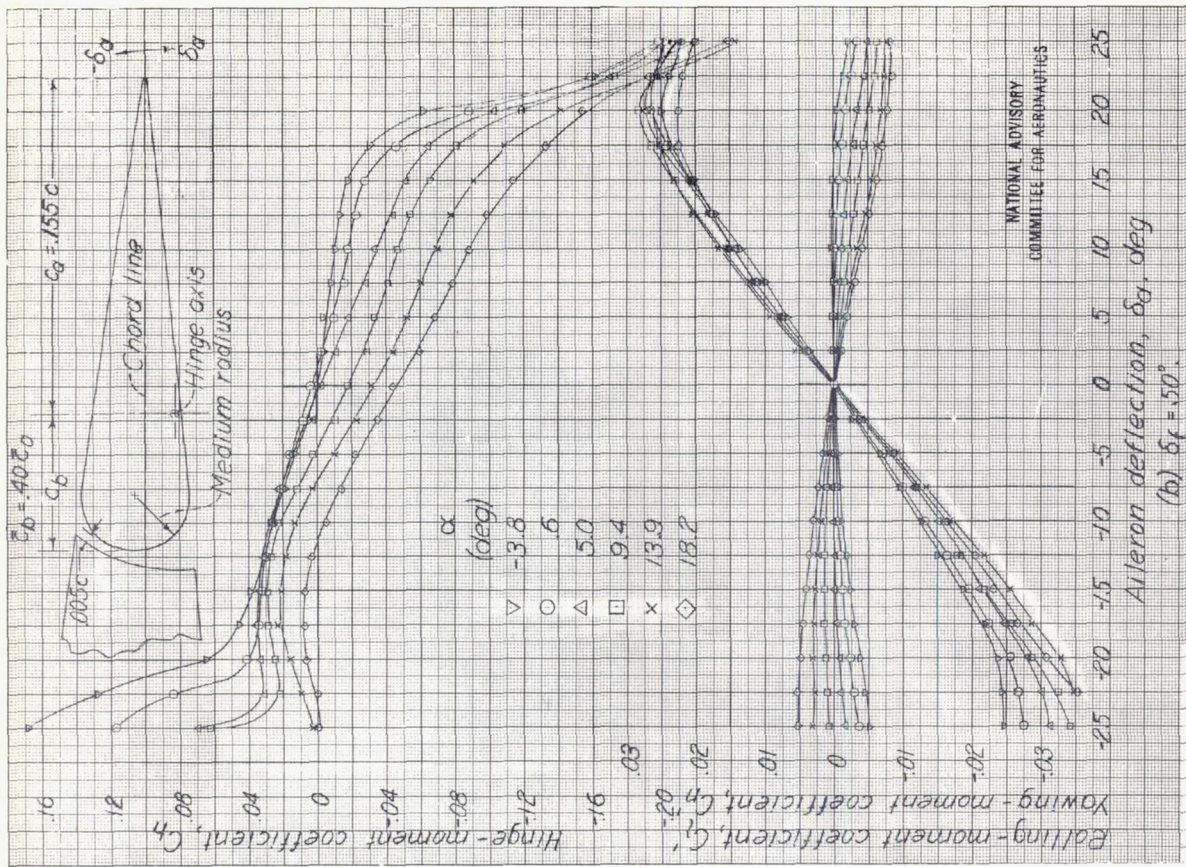 c̄b = .40 c̄a
cb
ca = .155c
.005c
Chord line
Hinge axis
Medium radius
-δa
δa
α
(deg)
▽ -3.8
○ .6
△ 5.0
□ 9.4
× 13.9
◇ 18.2
Hinge-moment coefficient, Ch
.16
.12
.08
.04
0
-.04
-.08
-.12
-.16
-.20
Rolling-moment coefficient, Cl'
Yawing-moment coefficient, Cn'
.03
.02
.01
0
-.01
-.02
-.03
-25
-20
-15
-10
-5
0
5
10
15
20
25
Aileron deflection, δa, deg
(b) δf = 50°.
NATIONAL ADVISORY
COMMITTEE FOR AERONAUTICS